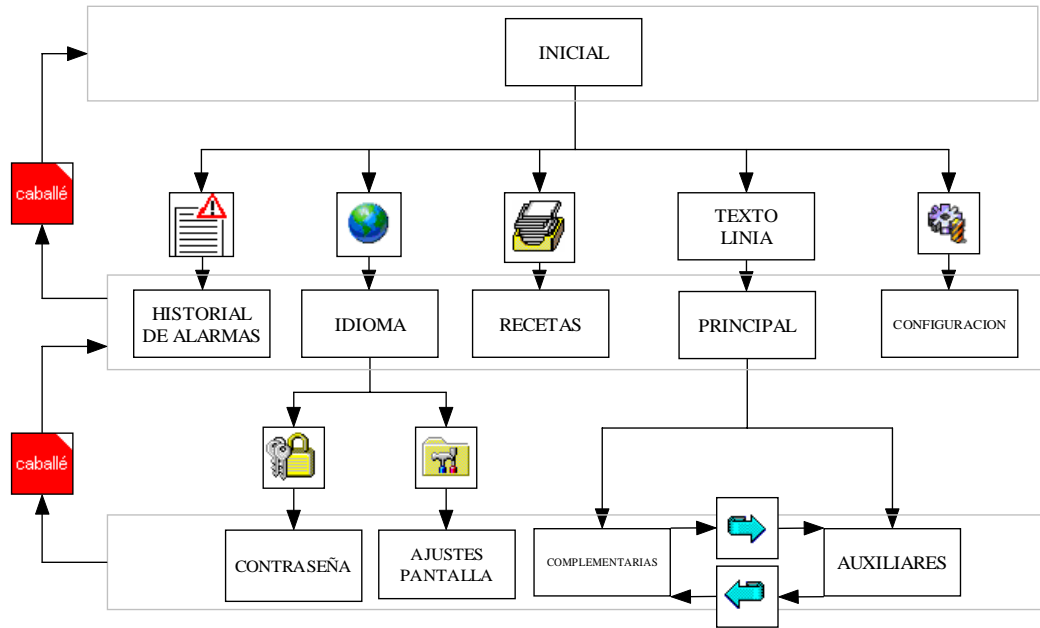 INICIAL
caballé
TEXTO
LINIA
HISTORIAL
DE ALARMAS
IDIOMA
RECETAS
PRINCIPAL
CONFIGURACION
caballé
CONTRASEÑA
AJUSTES
PANTALLA
COMPLEMENTARIAS
AUXILIARES